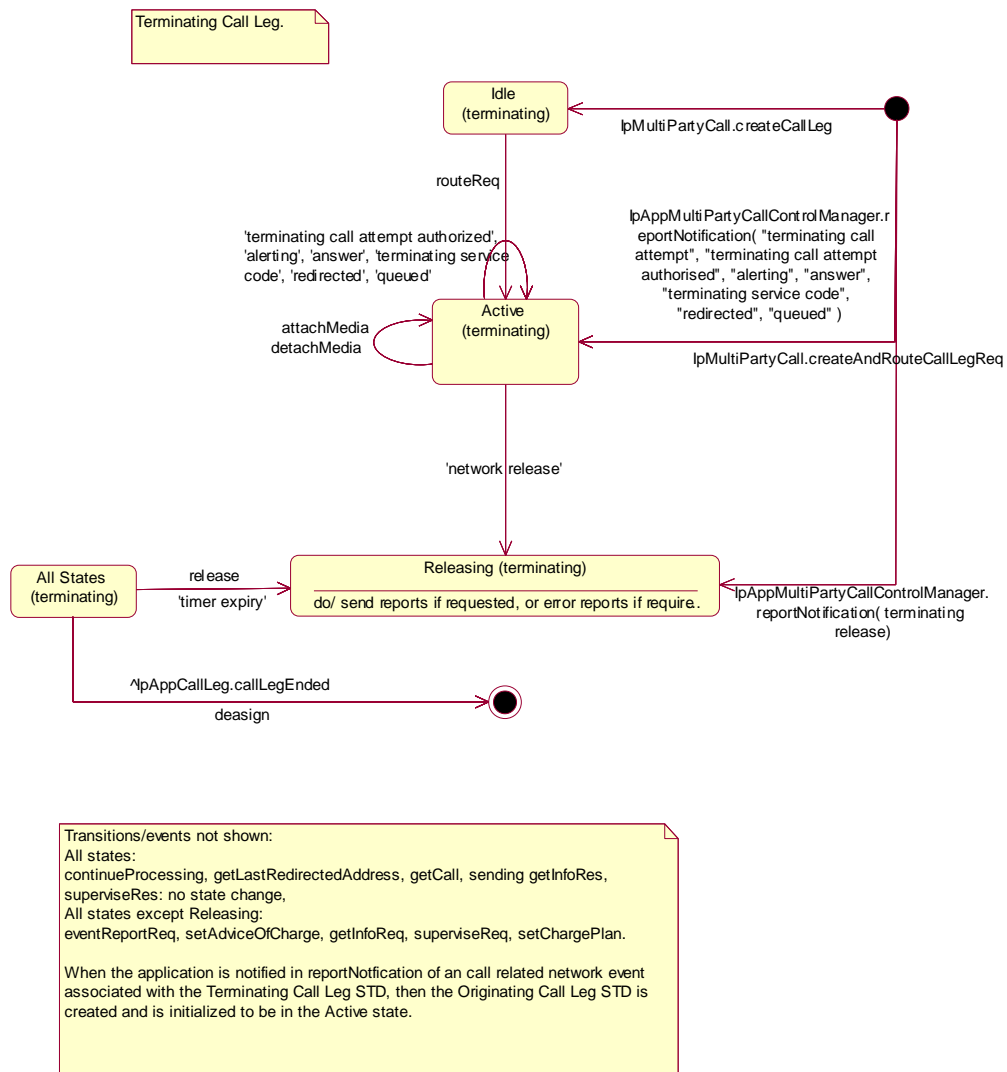 Terminating Call Leg.
Idle
(terminating)
IpMultiPartyCall.createCallLeg
routeReq
IpAppMultiPartyCallControlManager.r
eportNotification( "terminating call
attempt", "terminating call attempt
authorised", "alerting", "answer",
"terminating service code",
"redirected", "queued" )
'terminating call attempt authorized',
'alerting', 'answer', 'terminating service
code', 'redirected', 'queued'
Active
(terminating)
attachMedia
detachMedia
IpMultiPartyCall.createAndRouteCallLegReq
'network release'
All States
(terminating)
release
'timer expiry'
Releasing (terminating)
do/ send reports if requested, or error reports if require..
IpAppMultiPartyCallControlManager.
reportNotification( terminating
release)
^IpAppCallLeg.callLegEnded
deasign
Transitions/events not shown:
All states:
continueProcessing, getLastRedirectedAddress, getCall, sending getInfoRes,
superviseRes: no state change,
All states except Releasing:
eventReportReq, setAdviceOfCharge, getInfoReq, superviseReq, setChargePlan.
When the application is notified in reportNotfication of an call related network event
associated with the Terminating Call Leg STD, then the Originating Call Leg STD is
created and is initialized to be in the Active state.